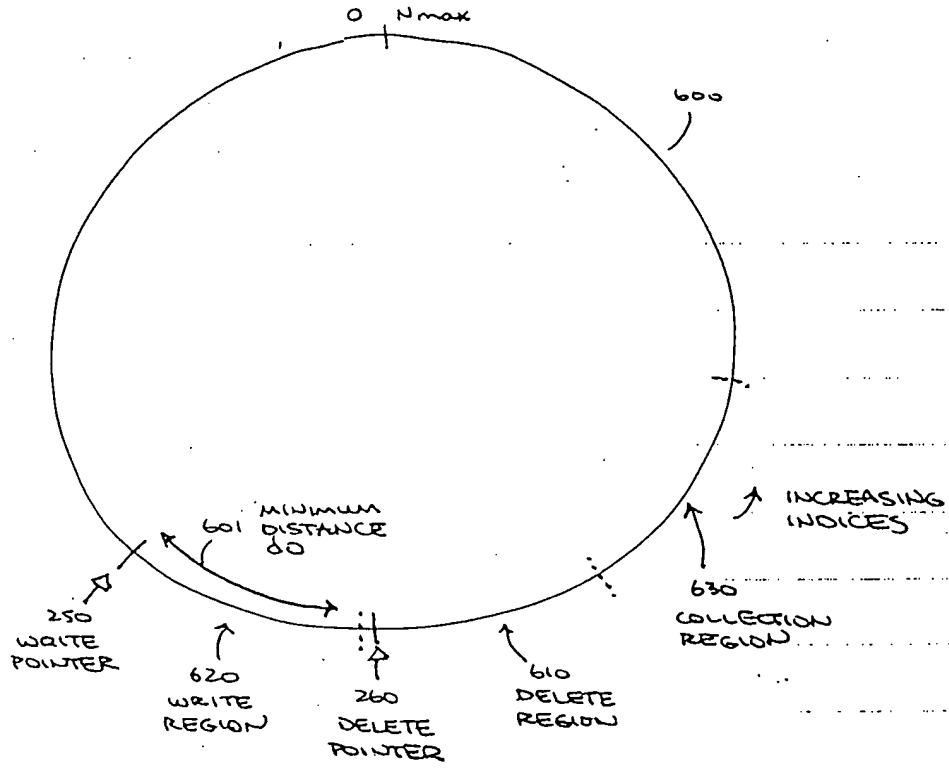 0 Nmax
600
MINIMUM
601 DISTANCE
d0
INCREASING
INDICES
250
WRITE
POINTER
620
WRITE
REGION
260
DELETE
POINTER
610
DELETE
REGION
630
COLLECTION
REGION